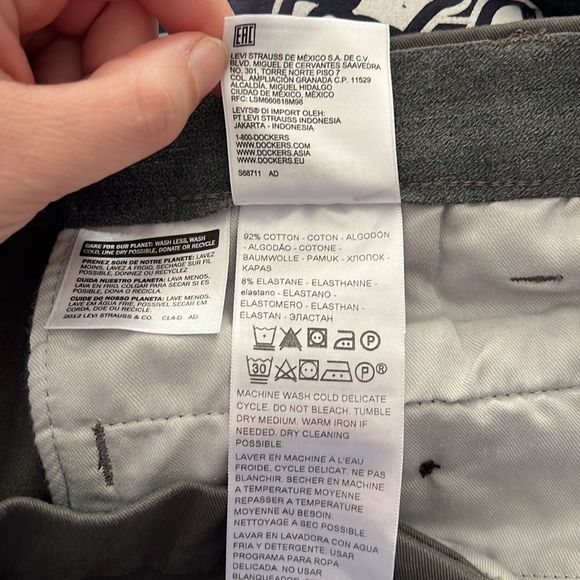 EAC
LEVI STRAUSS DE MÉXICO S.A. DE C.V.
BLVD. MIGUEL DE CERVANTES SAAVEDRA
NO. 301, TORRE NORTE PISO 7
COL. AMPLIACIÓN GRANADA C.P. 11529
ALCALDÍA. MIGUEL HIDALGO
CIUDAD DE MÉXICO, MÉXICO
RFC: LSM660818M98
LEVI'S® DI IMPORT OLEH:
PT LEVI STRAUSS INDONESIA
JAKARTA - INDONESIA
1-800-DOCKERS
WWW.DOCKERS.COM
WWW.DOCKERS.ASIA
WWW.DOCKERS.EU
S68711 AD
CARE FOR OUR PLANET: WASH LESS, WASH
COLD, LINE DRY POSSIBLE, DONATE OR RECYCLE
PRENEZ SOIN DE NOTRE PLANETE: LAVEZ
MOINS, LAVEZ A FROID, SECHAGE SUR FIL
POSSIBLE, DONNEZ OU RECYCLEZ
CUIDA NUESTRO PLANETA: LAVA MENOS,
LAVA EN FRIO, COLGAR PARA SECAR SI ES
POSIBLE, DONA O RECICLA.
CUIDE DO NOSSO PLANETA: LAVE MENOS,
LAVE EM ÁGUA FRIE, POSSIVEL SECAR EM
CORDA, DOE OU RECICLE.
2012 LEVI STRAUSS & CO. CL4-D AD
92% COTTON - COTON - ALGODÓN
- ALGODÃO - COTONE -
BAUMWOLLE - PAMUK - ХЛОПОК -
KAPAS
8% ELASTANE - ELASTHANNE -
elastano - ELASTANO -
ELASTOMERO - ELASTHAN -
ELASTAN - ЭЛАСТАН
P
30 P ®
MACHINE WASH COLD DELICATE
CYCLE. DO NOT BLEACH. TUMBLE
DRY MEDIUM. WARM IRON IF
NEEDED. DRY CLEANING
POSSIBLE.
LAVER EN MACHINE À L'EAU
FROIDE, CYCLE DELICAT. NE PAS
BLANCHIR. SECHER EN MACHINE
A TEMPERATURE MOYENNE.
REPASSER A TEMPERATURE
MOYENNE AU BESOIN.
NETTOYAGE A SEC POSSIBLE
LAVAR EN LAVADORA CON AGUA
FRIA Y DETERGENTE, USAR
PROGRAMA PARA ROPA
DELICADA. NO USAR
BLANQUEADOR.